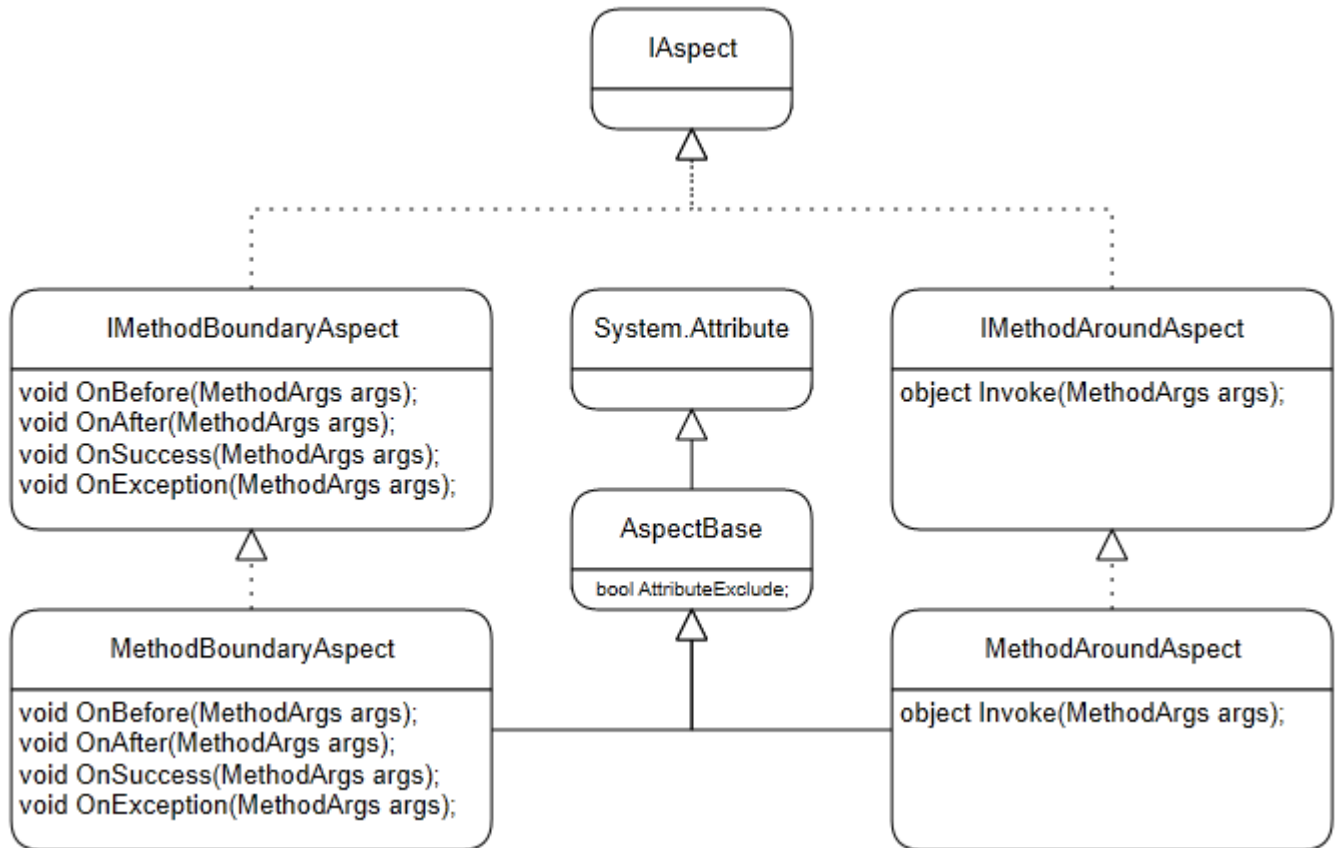 IAspect
IMethodBoundaryAspect
void OnBefore(MethodArgs args);
void OnAfter(MethodArgs args);
void OnSuccess(MethodArgs args);
void OnException(MethodArgs args);
System.Attribute
IMethodAroundAspect
object Invoke(MethodArgs args);
AspectBase
bool AttributeExclude;
MethodBoundaryAspect
void OnBefore(MethodArgs args);
void OnAfter(MethodArgs args);
void OnSuccess(MethodArgs args);
void OnException(MethodArgs args);
MethodAroundAspect
object Invoke(MethodArgs args);